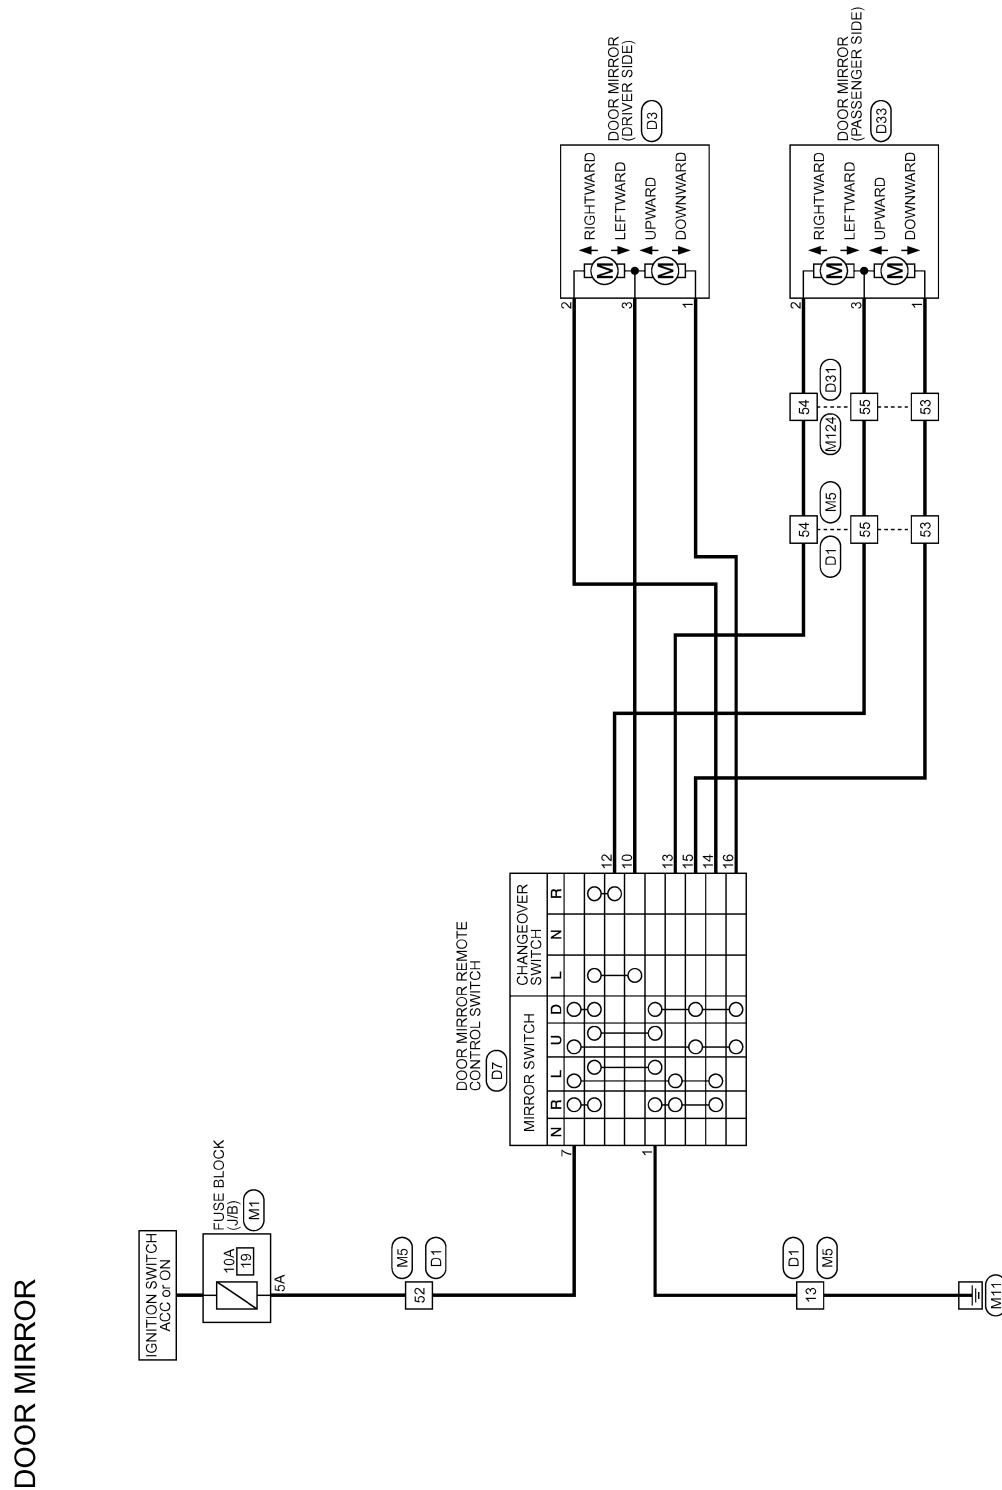 DOOR MIRROR
IGNITION SWITCH
ACC or ON
FUSE BLOCK
(J/B)
M1
10A
19
5A
M5
52
D1
7
1
D1
13
M5
DOOR MIRROR REMOTE
CONTROL SWITCH
D7
MIRROR SWITCH
CHANGEOVER
SWITCH
N R L U D L N R
12
10
13
15
14
16
D1
M5
54
55
53
M124
D31
54
55
53
DOOR MIRROR
(DRIVER SIDE)
D3
2
3
1
M
M
RIGHTWARD
LEFTWARD
UPWARD
DOWNWARD
DOOR MIRROR
(PASSENGER SIDE)
D33
2
3
1
M
M
RIGHTWARD
LEFTWARD
UPWARD
DOWNWARD